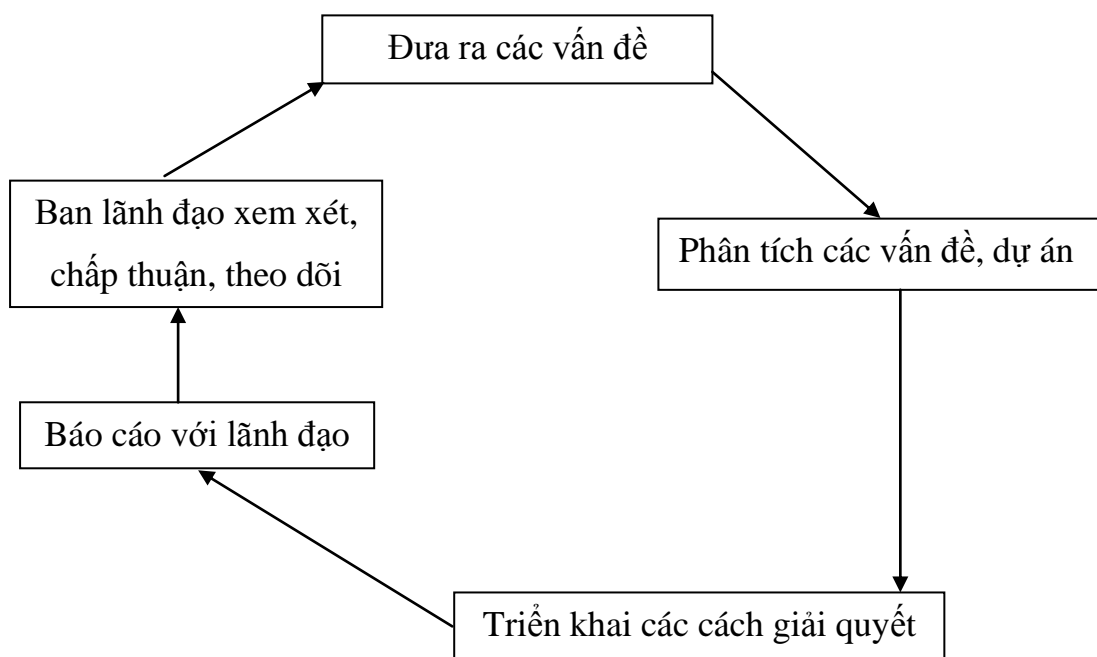 Đưa ra các vấn đề
Ban lãnh đạo xem xét,
chấp thuận, theo dõi
Phân tích các vấn đề, dự án
Báo cáo với lãnh đạo
Triển khai các cách giải quyết